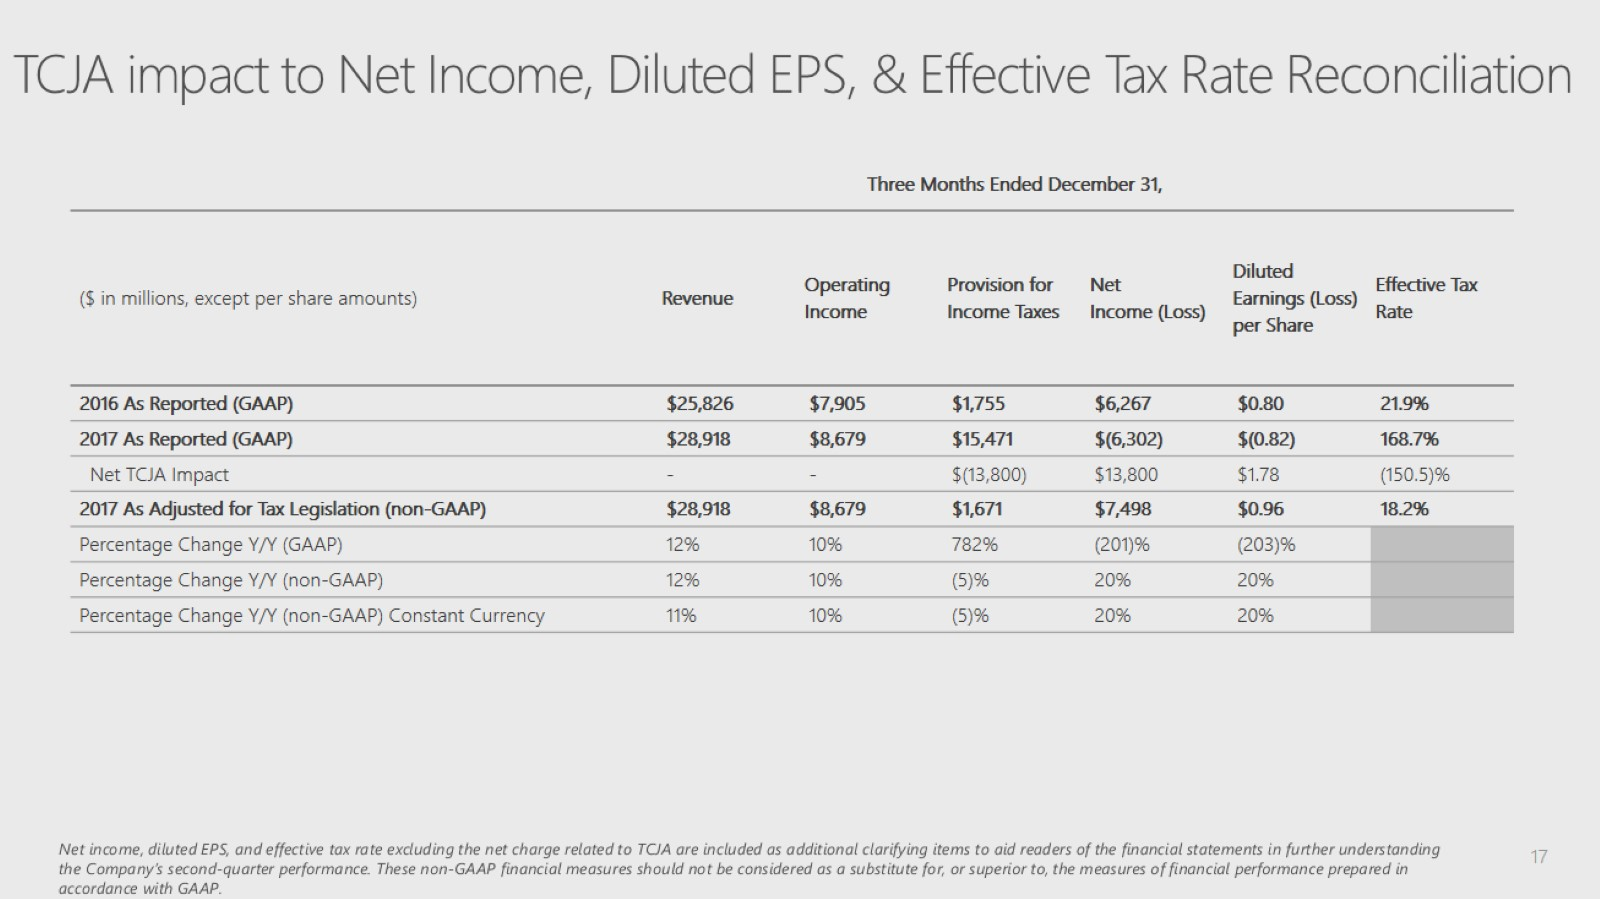 TCJA impact to Net Income, Diluted EPS, & Effective Tax Rate Reconciliation
Three Months Ended December 31,
($ in millions, except per share amounts) Revenue Operating Income Provision for Income Taxes Net Income (Loss) Diluted Earnings (Loss) per Share Effective Tax Rate
2016 As Reported (GAAP) $25,826 $7,905 $1,755 $6,267 $0.80 21.9%
2017 As Reported (GAAP) $28,918 $8,679 $15,471 $(6,302) $(0.82) 168.7%
Net TCJA Impact - - $(13,800) $13,800 $1.78 (150.5)%
2017 As Adjusted for Tax Legislation (non-GAAP) $28,918 $8,679 $1,671 $7,498 $0.96 18.2%
Percentage Change Y/Y (GAAP) 12% 10% 782% (201)% (203)%
Percentage Change Y/Y (non-GAAP) 12% 10% (5)% 20% 20%
Percentage Change Y/Y (non-GAAP) Constant Currency 11% 10% (5)% 20% 20%
Net income, diluted EPS, and effective tax rate excluding the net charge related to TCJA are included as additional clarifying items to aid readers of the financial statements in further understanding
the Company's second-quarter performance. These non-GAAP financial measures should not be considered as a substitute for, or superior to, the measures of financial performance prepared in
accordance with GAAP.
17